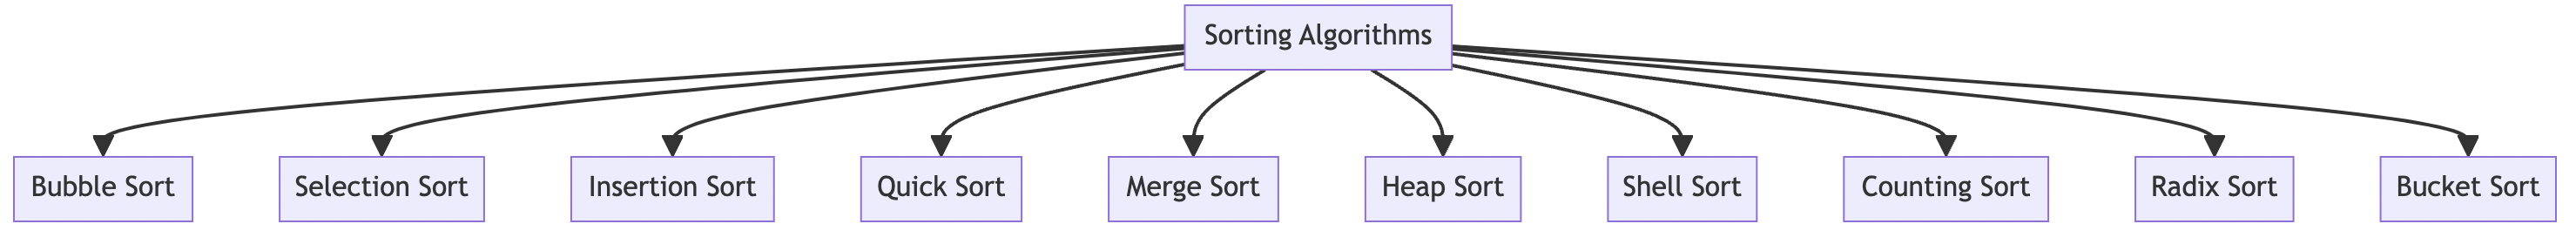 Sorting Algorithms
Bubble Sort
Selection Sort
Insertion Sort
Quick Sort
Merge Sort
Heap Sort
Shell Sort
Counting Sort
Radix Sort
Bucket Sort